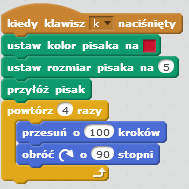 kiedy klawisz k naciśnięty
ustaw kolor pisaka na
ustaw rozmiar pisaka na 5
przyłóż pisak
powtórz 4 razy
przesuń o 100 kroków
obróć o 90 stopni